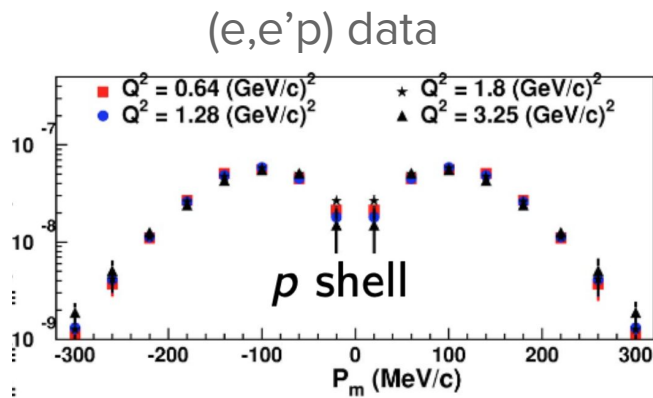 (e,e'p) data
Q² = 0.64 (GeV/c)² Q² = 1.8 (GeV/c)²
Q² = 1.28 (GeV/c)² Q² = 3.25 (GeV/c)²
10⁻⁷
10⁻⁸
p shell
10⁻⁹
-300 -200 -100 0 100 200 300
P_m (MeV/c)